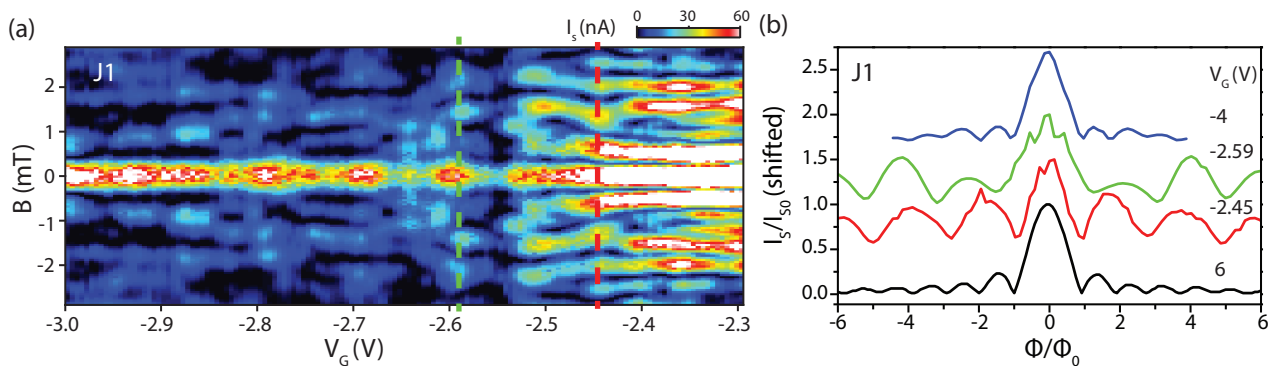 (a)
I_s (nA)
0 30 60
J1
B (mT)
2
1
0
-1
-2
-3.0 -2.9 -2.8 -2.7 -2.6 -2.5 -2.4 -2.3
V_G (V)
(b)
J1
V_G (V)
-4
-2.59
-2.45
6
I_S/I_S0 (shifted)
2.5
2.0
1.5
1.0
0.5
0.0
-6 -4 -2 0 2 4 6
Φ/Φ_0